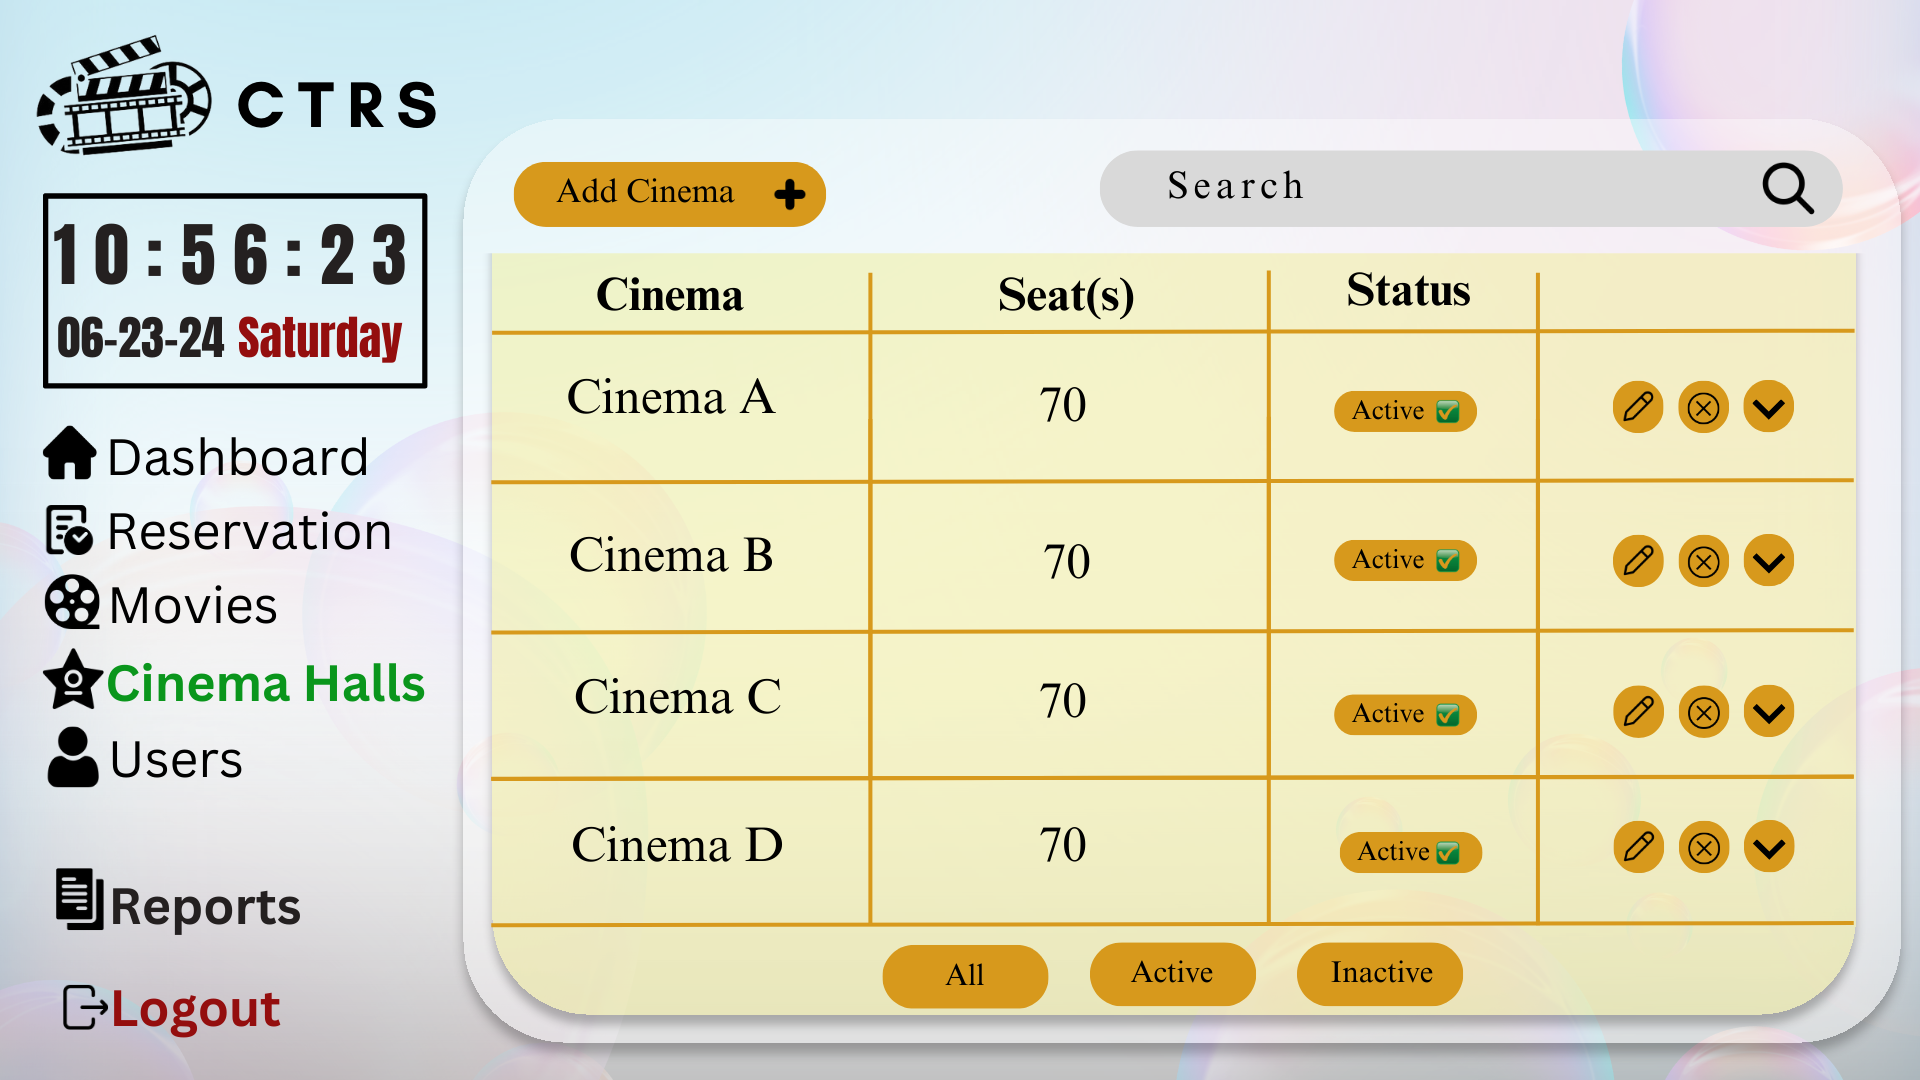 CTRS
10:56:23
06-23-24 Saturday
Dashboard
Reservation
Movies
Cinema Halls
Users
Reports
Logout
Add Cinema
Search
Cinema Seat(s) Status
Cinema A 70 Active
Cinema B 70 Active
Cinema C 70 Active
Cinema D 70 Active
All Active Inactive